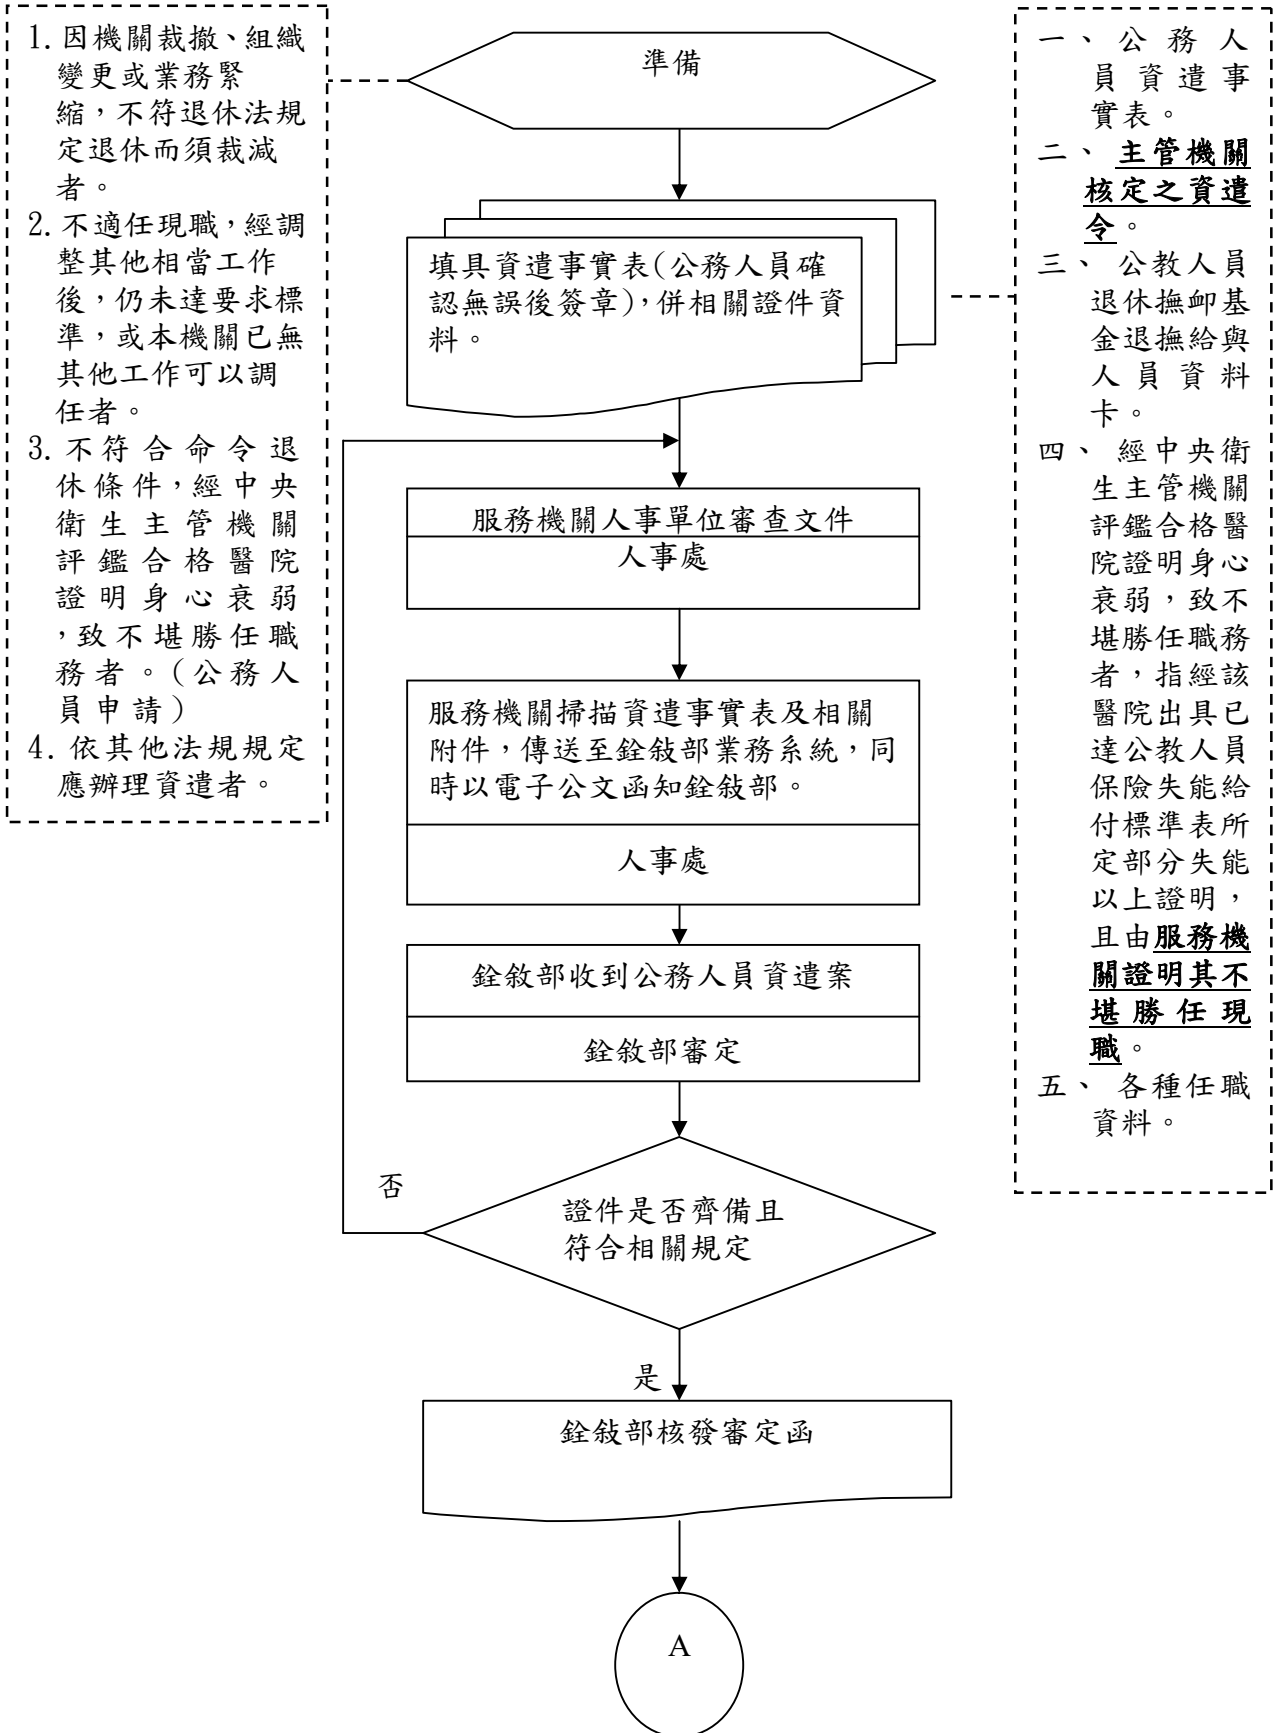 1. 因機關裁撤、組織
變更或業務緊
縮，不符退休法規
定退休而須裁減
者。
2. 不適任現職，經調
整其他相當工作
後，仍未達要求標
準，或本機關已無
其他工作可以調
任者。
3. 不符合命令退
休條件，經中央
衛生主管機關
評鑑合格醫院
證明身心衰弱
，致不堪勝任職
務者。(公務人
員申請)
4. 依其他法規規定
應辦理資遣者。
準備
填具資遣事實表(公務人員確
認無誤後簽章)，併相關證件資
料。
服務機關人事單位審查文件
人事處
服務機關掃描資遣事實表及相關
附件，傳送至銓敘部業務系統，同
時以電子公文函知銓敘部。
人事處
銓敘部收到公務人員資遣案
銓敘部審定
證件是否齊備且
符合相關規定
否
是
銓敍部核發審定函
A
一、公務人
員資遣事
實表。
二、主管機關
核定之資遣
令。
三、公教人員
退休撫卹基
金退撫給與
人員資料
卡。
四、經中央衛
生主管機關
評鑑合格醫
院證明身心
衰弱，致不
堪勝任職務
者，指經該
醫院出具已
達公教人員
保險失能給
付標準表所
定部分失能
以上證明，
且由服務機
關證明其不
堪勝任現
職。
五、各種任職
資料。